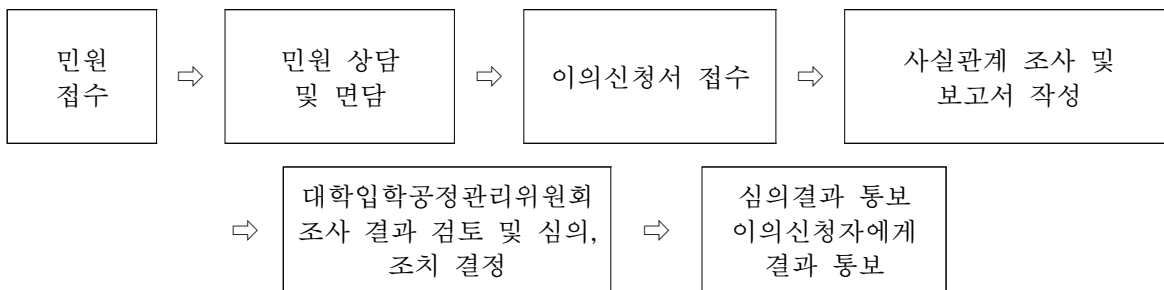 민원
접수
⇨
민원 상담
및 면담
⇨
이의신청서 접수
⇨
사실관계 조사 및
보고서 작성
⇨
대학입학공정관리위원회
조사 결과 검토 및 심의,
조치 결정
⇨
심의결과 통보
이의신청자에게
결과 통보